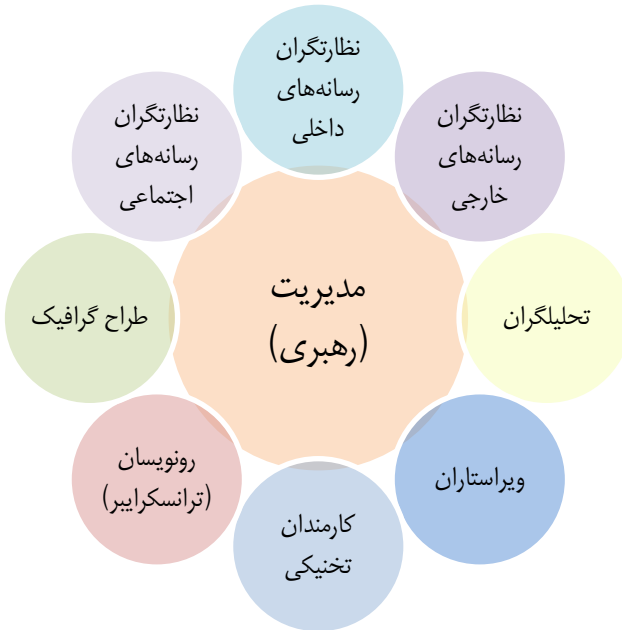 نظارتگران
رسانه‌های
داخلی
نظارتگران
رسانه‌های
خارجی
تحلیلگران
ویراستاران
کارمندان
تخنیکی
رونویسان
(ترانسکرایبر)
طراح گرافیک
نظارتگران
رسانه‌های
اجتماعی
مدیریت
(رهبری)